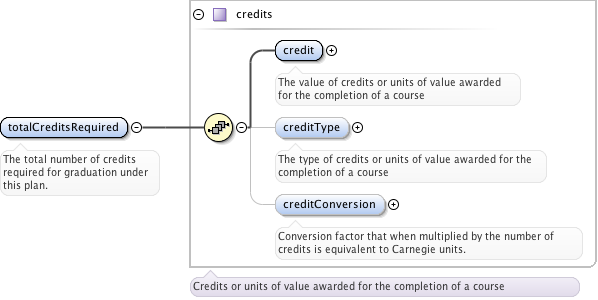 credits
credit
The value of credits or units of value awarded
for the completion of a course
totalCreditsRequired
The total number of credits
required for graduation under
this plan.
creditType
The type of credits or units of value awarded for the
completion of a course
creditConversion
Conversion factor that when multiplied by the number of
credits is equivalent to Carnegie units.
Credits or units of value awarded for the completion of a course